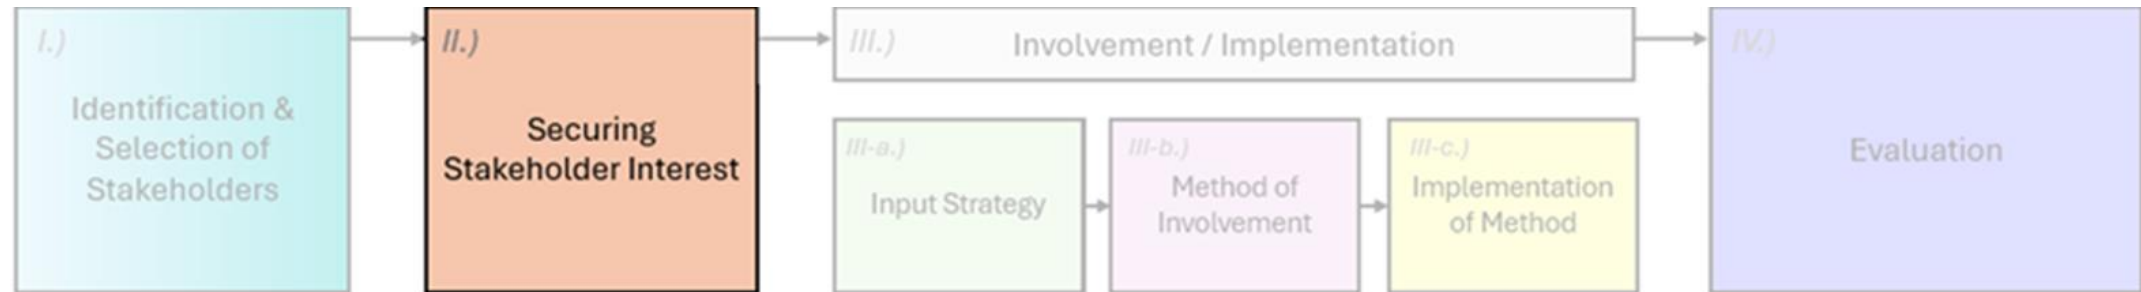 I.)
Identification &
Selection of
Stakeholders
II.)
Securing
Stakeholder Interest
III.)
Involvement / Implementation
III-a.)
Input Strategy
III-b.)
Method of
Involvement
III-c.)
Implementation
of Method
IV.)
Evaluation